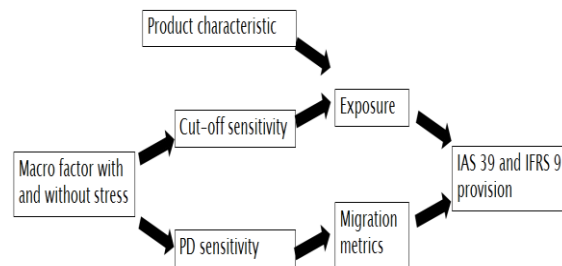 Product characteristic
Cut-off sensitivity
Exposure
Macro factor with
and without stress
IAS 39 and IFRS 9
provision
PD sensitivity
Migration
metrics